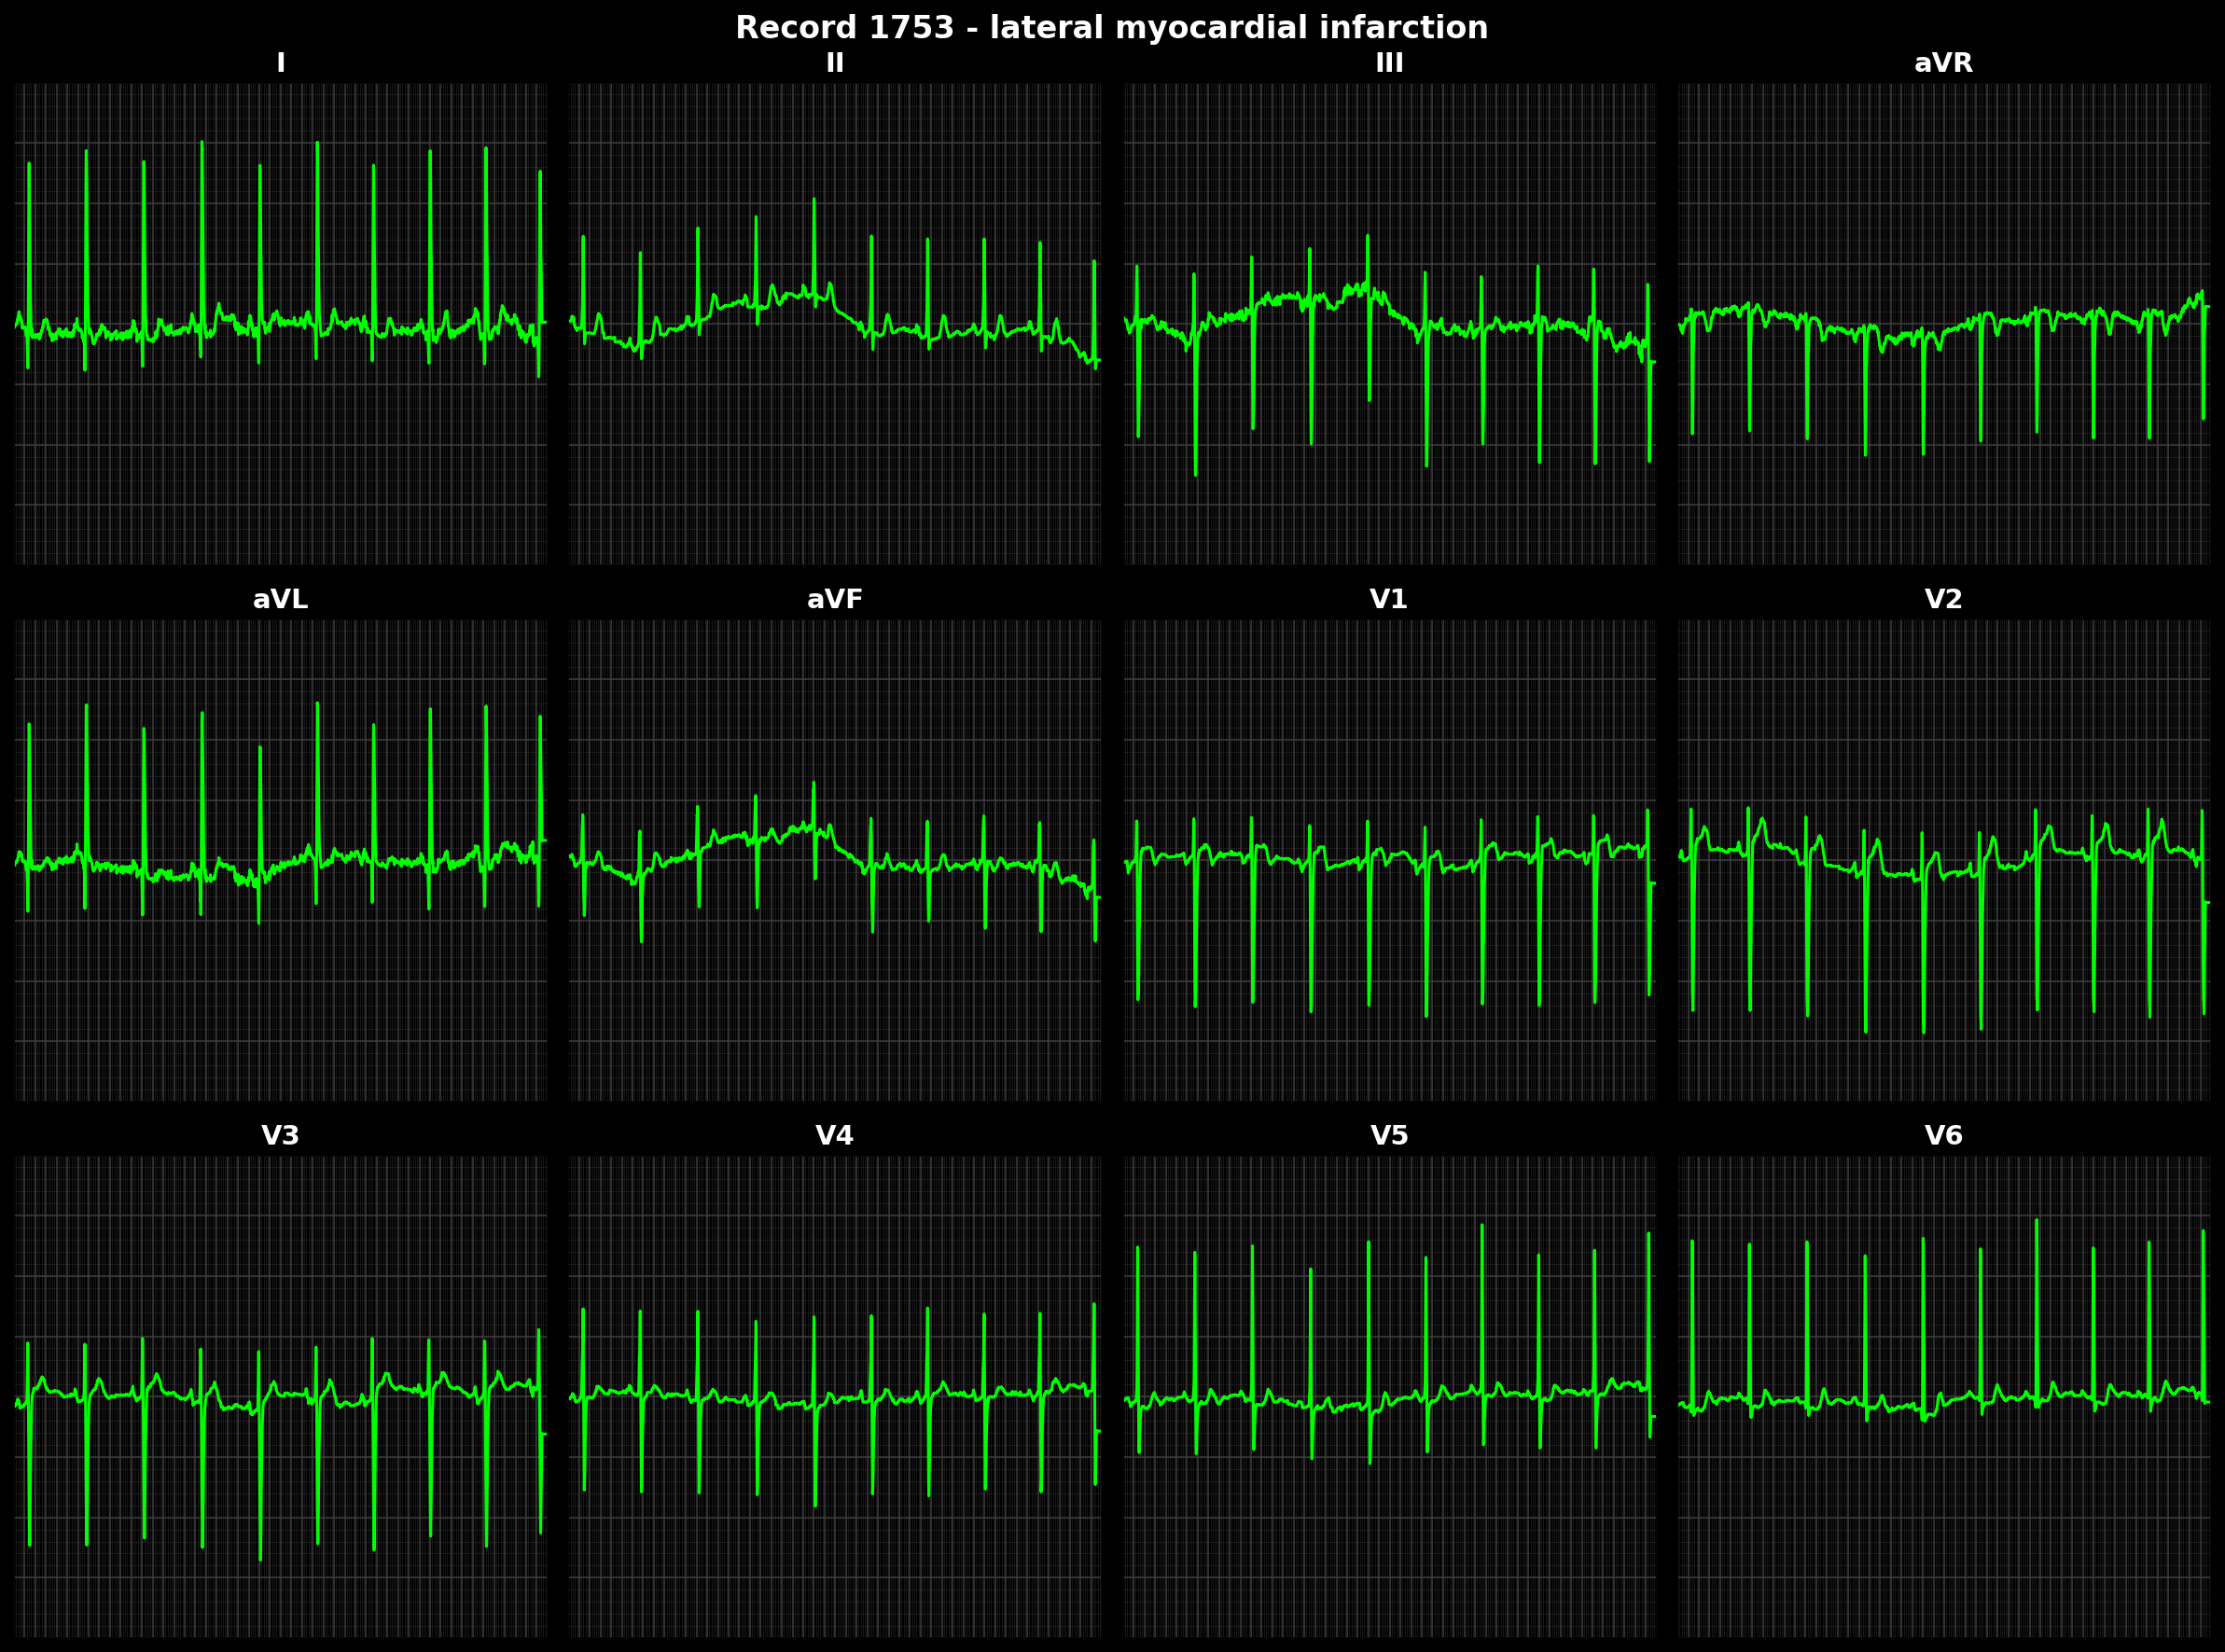 Record 1753 - lateral myocardial infarction
I
II
III
aVR
aVL
aVF
V1
V2
V3
V4
V5
V6